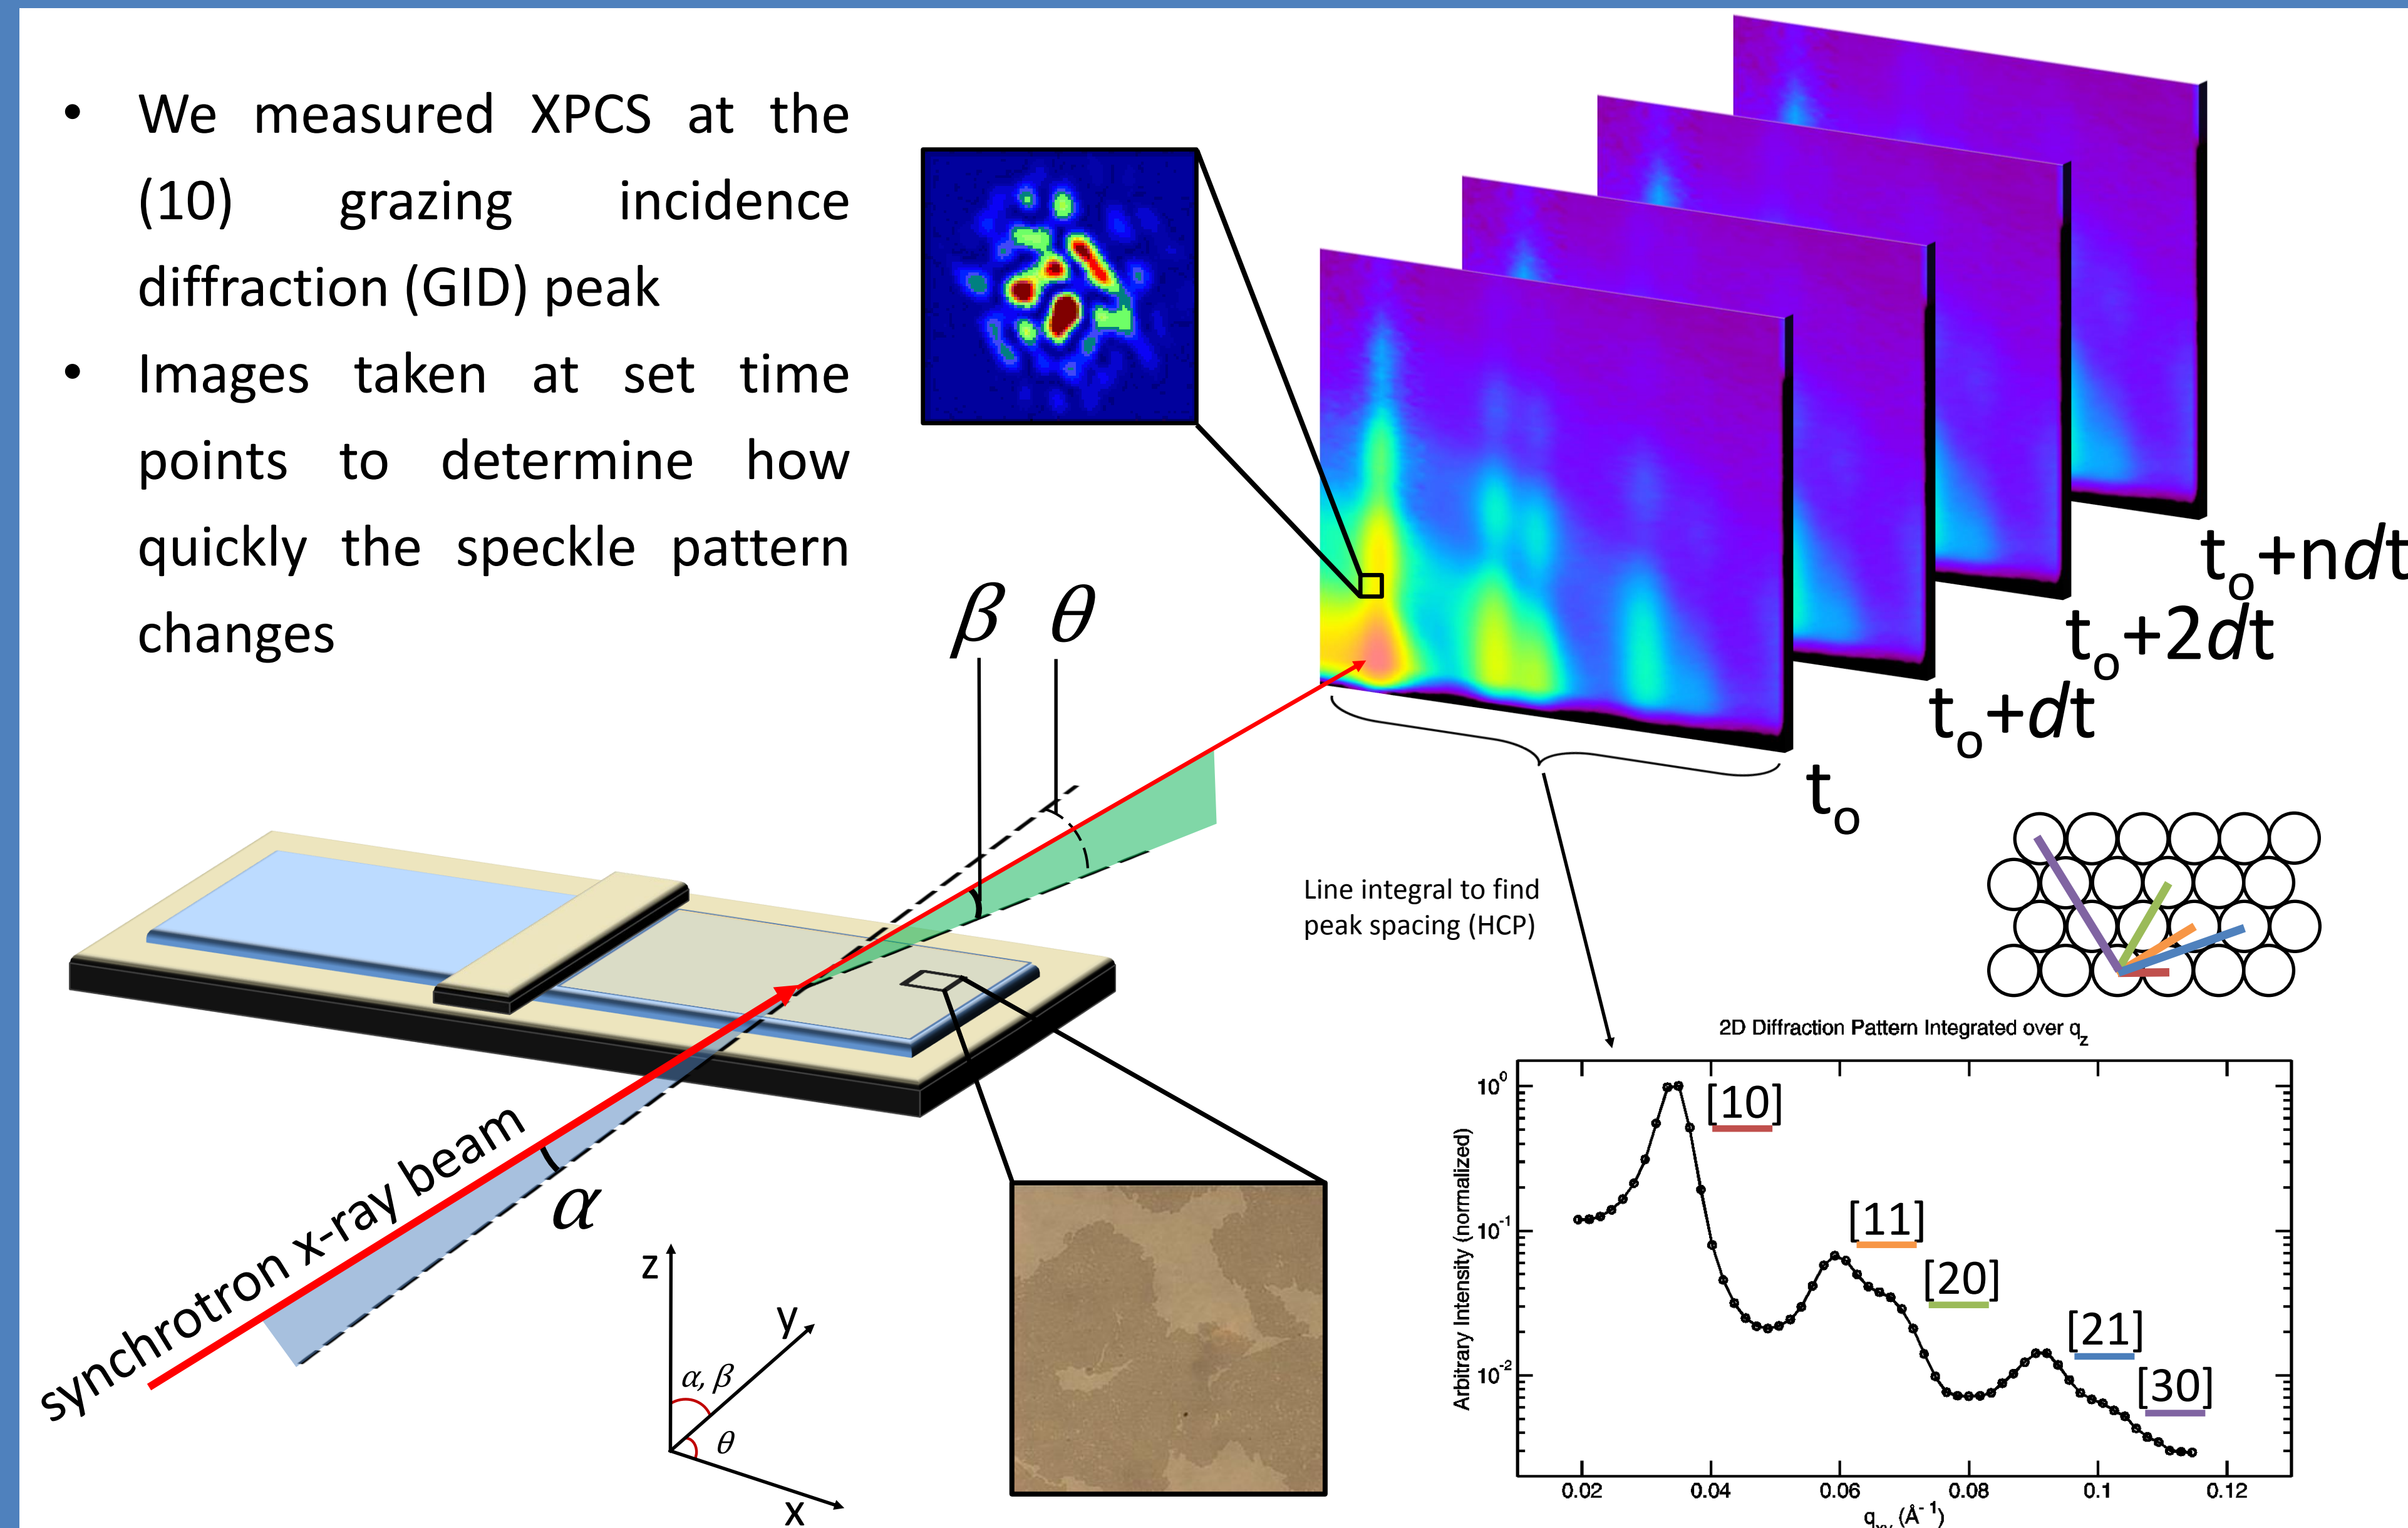 • We measured XPCS at the
(10) grazing incidence
diffraction (GID) peak
• Images taken at set time
points to determine how
quickly the speckle pattern
changes
β θ
t₀+ndt
t₀+2dt
t₀+dt
t₀
Line integral to find
peak spacing (HCP)
synchrotron x-ray beam
α
z
y
α, β
θ
x
2D Diffraction Pattern Integrated over q_z
Arbitrary Intensity (normalized)
10⁰
10⁻¹
10⁻²
[10]
[11]
[20]
[21]
[30]
0.02 0.04 0.06 0.08 0.1 0.12
q_xy (Å⁻¹)